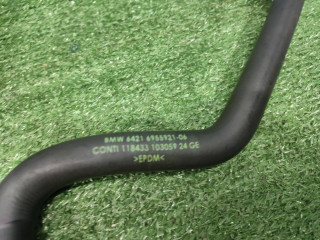 BMW 6421 6955921-06
CONTI 118433 103059 24 GE
>EPDM<